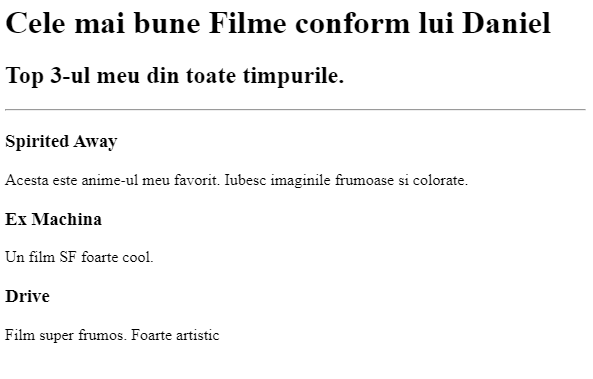 Cele mai bune Filme conform lui Daniel
Top 3-ul meu din toate timpurile.
Spirited Away
Acesta este anime-ul meu favorit. Iubesc imaginile frumoase si colorate.
Ex Machina
Un film SF foarte cool.
Drive
Film super frumos. Foarte artistic